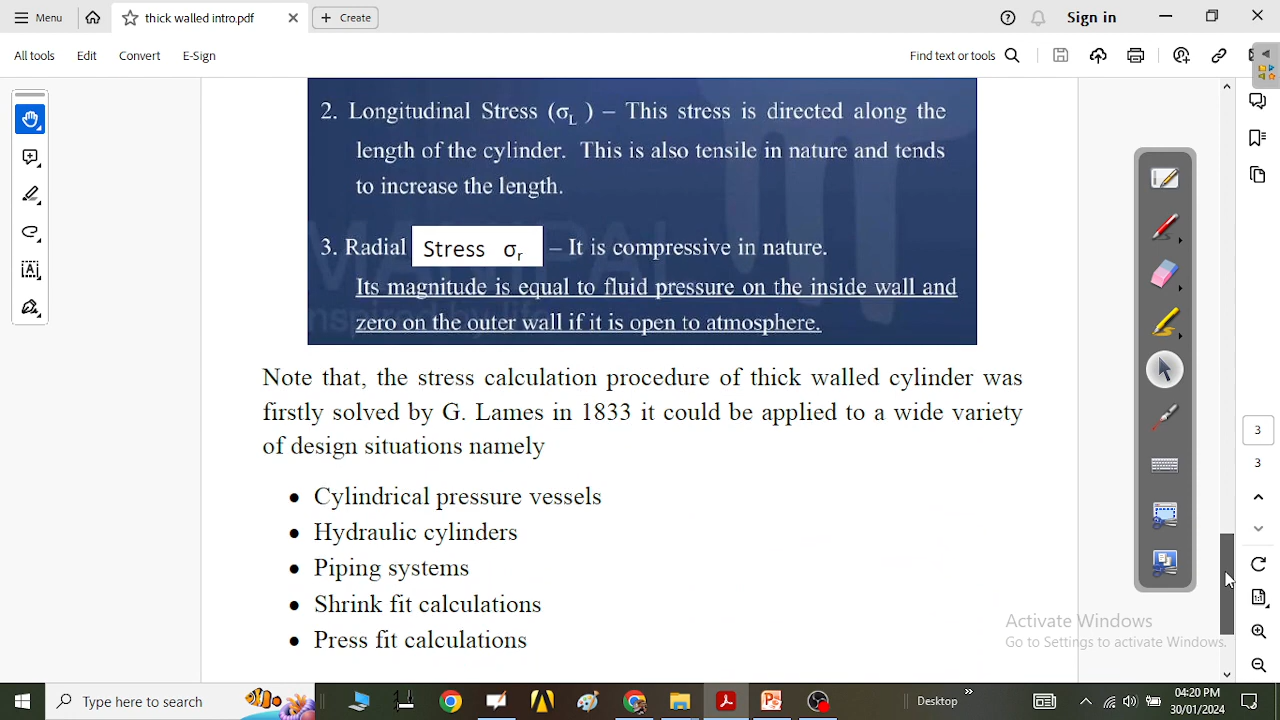 Menu
thick walled intro.pdf
Create
Sign in
All tools Edit Convert E-Sign
Find text or tools
2. Longitudinal Stress (σL ) – This stress is directed along the
length of the cylinder. This is also tensile in nature and tends
to increase the length.
3. Radial Stress σr – It is compressive in nature.
Its magnitude is equal to fluid pressure on the inside wall and
zero on the outer wall if it is open to atmosphere.
Note that, the stress calculation procedure of thick walled cylinder was
firstly solved by G. Lames in 1833 it could be applied to a wide variety
of design situations namely
• Cylindrical pressure vessels
• Hydraulic cylinders
• Piping systems
• Shrink fit calculations
• Press fit calculations
3
3
Activate Windows
Go to Settings to activate Windows.
Type here to search
Desktop
04:20 PM
30/01/2024